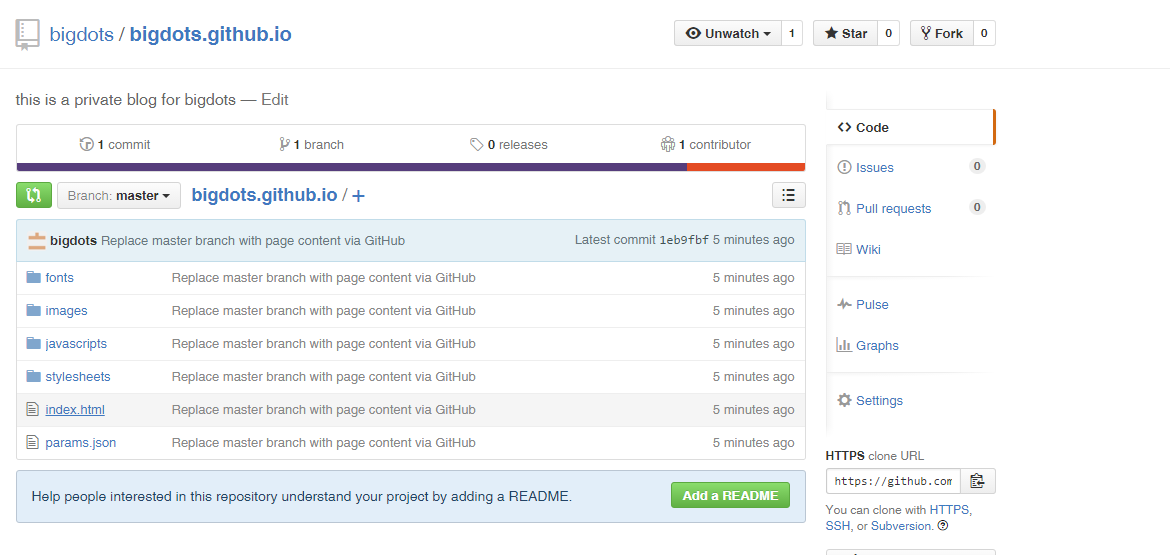 bigdots / bigdots.github.io
Unwatch 1 Star 0 Fork 0
this is a private blog for bigdots — Edit
1 commit 1 branch 0 releases 1 contributor
Branch: master bigdots.github.io / +
bigdots Replace master branch with page content via GitHub Latest commit 1eb9fbf 5 minutes ago
fonts Replace master branch with page content via GitHub 5 minutes ago
images Replace master branch with page content via GitHub 5 minutes ago
javascripts Replace master branch with page content via GitHub 5 minutes ago
stylesheets Replace master branch with page content via GitHub 5 minutes ago
index.html Replace master branch with page content via GitHub 5 minutes ago
params.json Replace master branch with page content via GitHub 5 minutes ago
Help people interested in this repository understand your project by adding a README. Add a README
Code
Issues 0
Pull requests 0
Wiki
Pulse
Graphs
Settings
HTTPS clone URL
https://github.com
You can clone with HTTPS,
SSH, or Subversion.